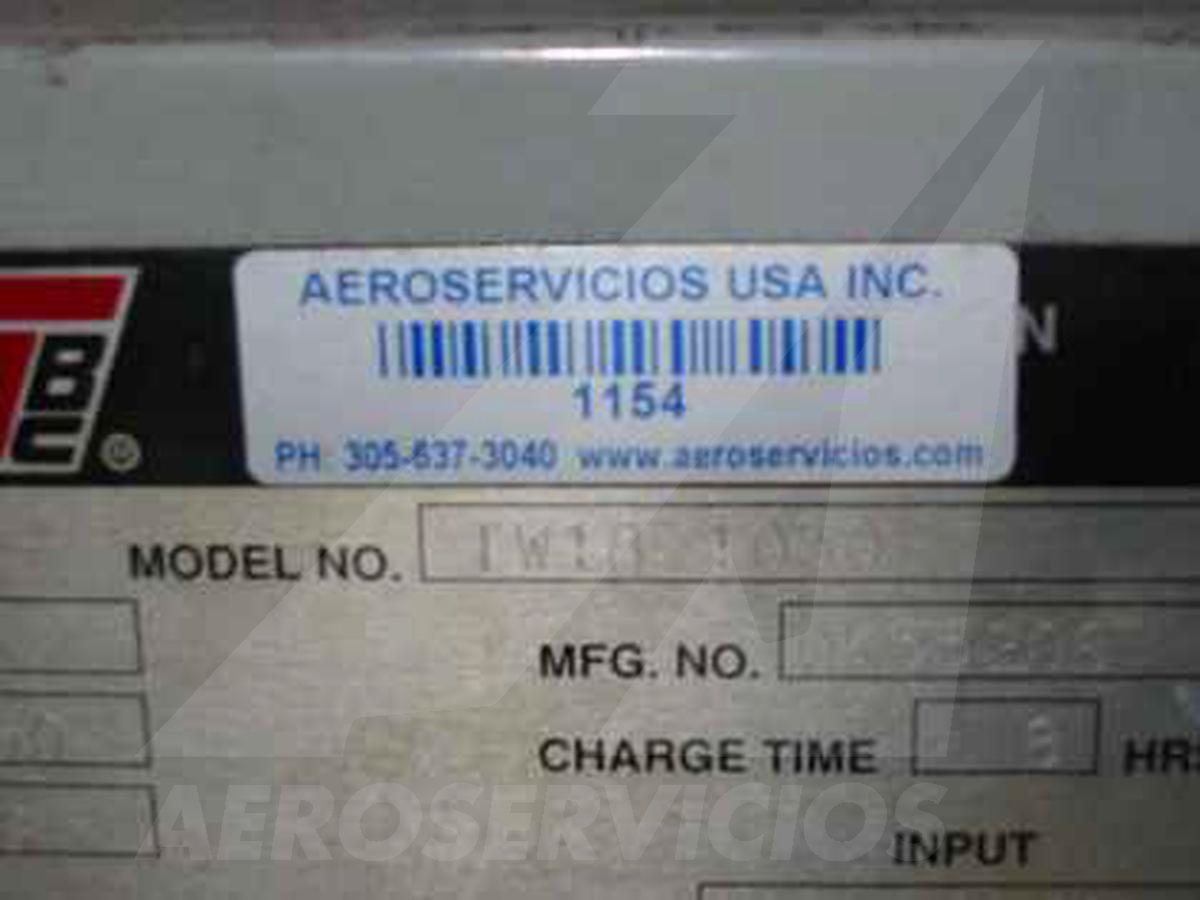 AEROSERVICIOS USA INC.
N
BC
®
1154
PH 305-637-3040 www.aeroservicios.com
MODEL NO.
MFG. NO.
CHARGE TIME HRS
INPUT
AEROSERVICIOS